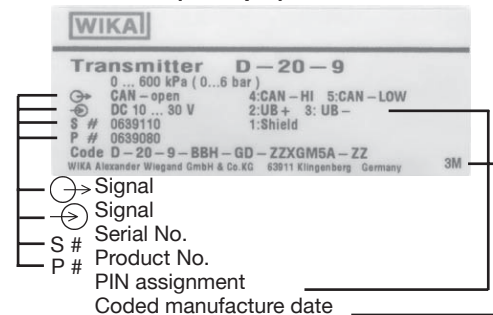 WIKA
Transmitter D-20-9
0 ... 600 kPa ( 0...6 bar )
CAN-open 4:CAN-HI 5:CAN-LOW
DC 10 ... 30 V 2:UB+ 3: UB-
S # 0639110 1:Shield
P # 0639080
Code D-20-9-BBH-GD-ZZXGM5A-ZZ
WIKA Alexander Wiegand GmbH & Co.KG 63911 Klingenberg Germany 3M
Signal
Signal
S # Serial No.
P # Product No.
PIN assignment
Coded manufacture date